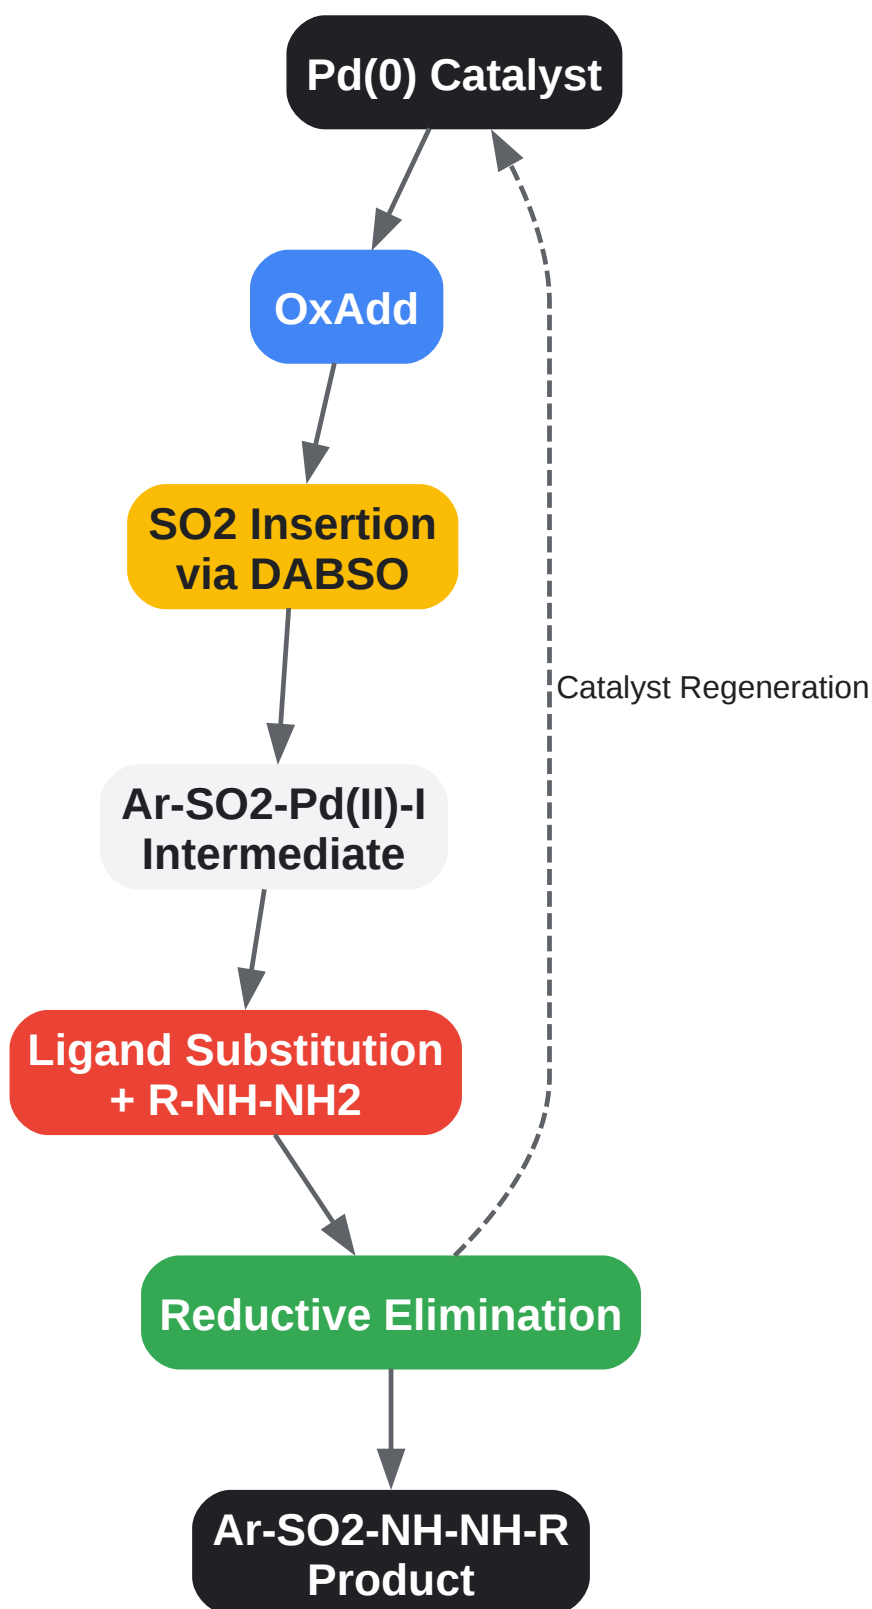 Pd(0) Catalyst
OxAdd
SO2 Insertion
via DABSO
Catalyst Regeneration
Ar-SO2-Pd(II)-I
Intermediate
Ligand Substitution
+ R-NH-NH2
Reductive Elimination
Ar-SO2-NH-NH-R
Product